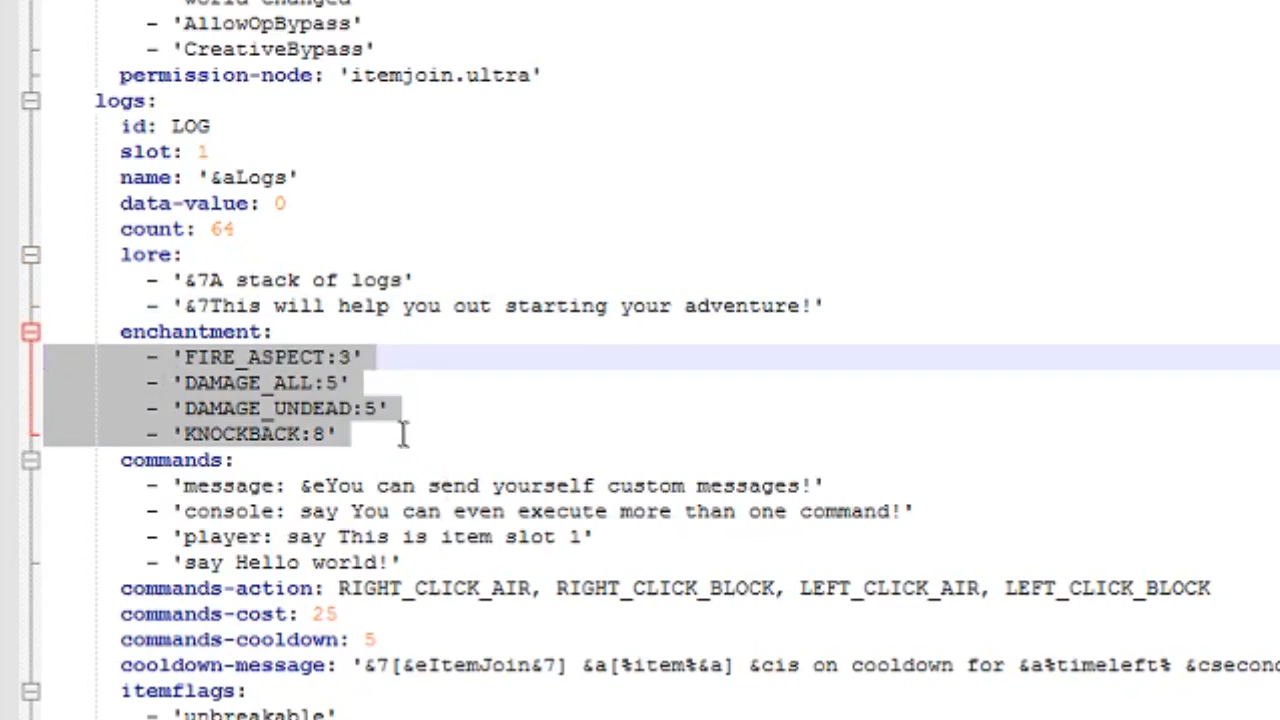 world-changed'
- 'AllowOpBypass'
- 'CreativeBypass'
permission-node: 'itemjoin.ultra'
logs:
id: LOG
slot: 1
name: '&aLogs'
data-value: 0
count: 64
lore:
- '&7A stack of logs'
- '&7This will help you out starting your adventure!'
enchantment:
- 'FIRE_ASPECT:3'
- 'DAMAGE_ALL:5'
- 'DAMAGE_UNDEAD:5'
- 'KNOCKBACK:8'
commands:
- 'message: &eYou can send yourself custom messages!'
- 'console: say You can even execute more than one command!'
- 'player: say This is item slot 1'
- 'say Hello world!'
commands-action: RIGHT_CLICK_AIR, RIGHT_CLICK_BLOCK, LEFT_CLICK_AIR, LEFT_CLICK_BLOCK
commands-cost: 25
commands-cooldown: 5
cooldown-message: '&7[&eItemJoin&7] &a[%item%&a] &cis on cooldown for &a%timeleft% &csecond
itemflags:
- 'unbreakable'